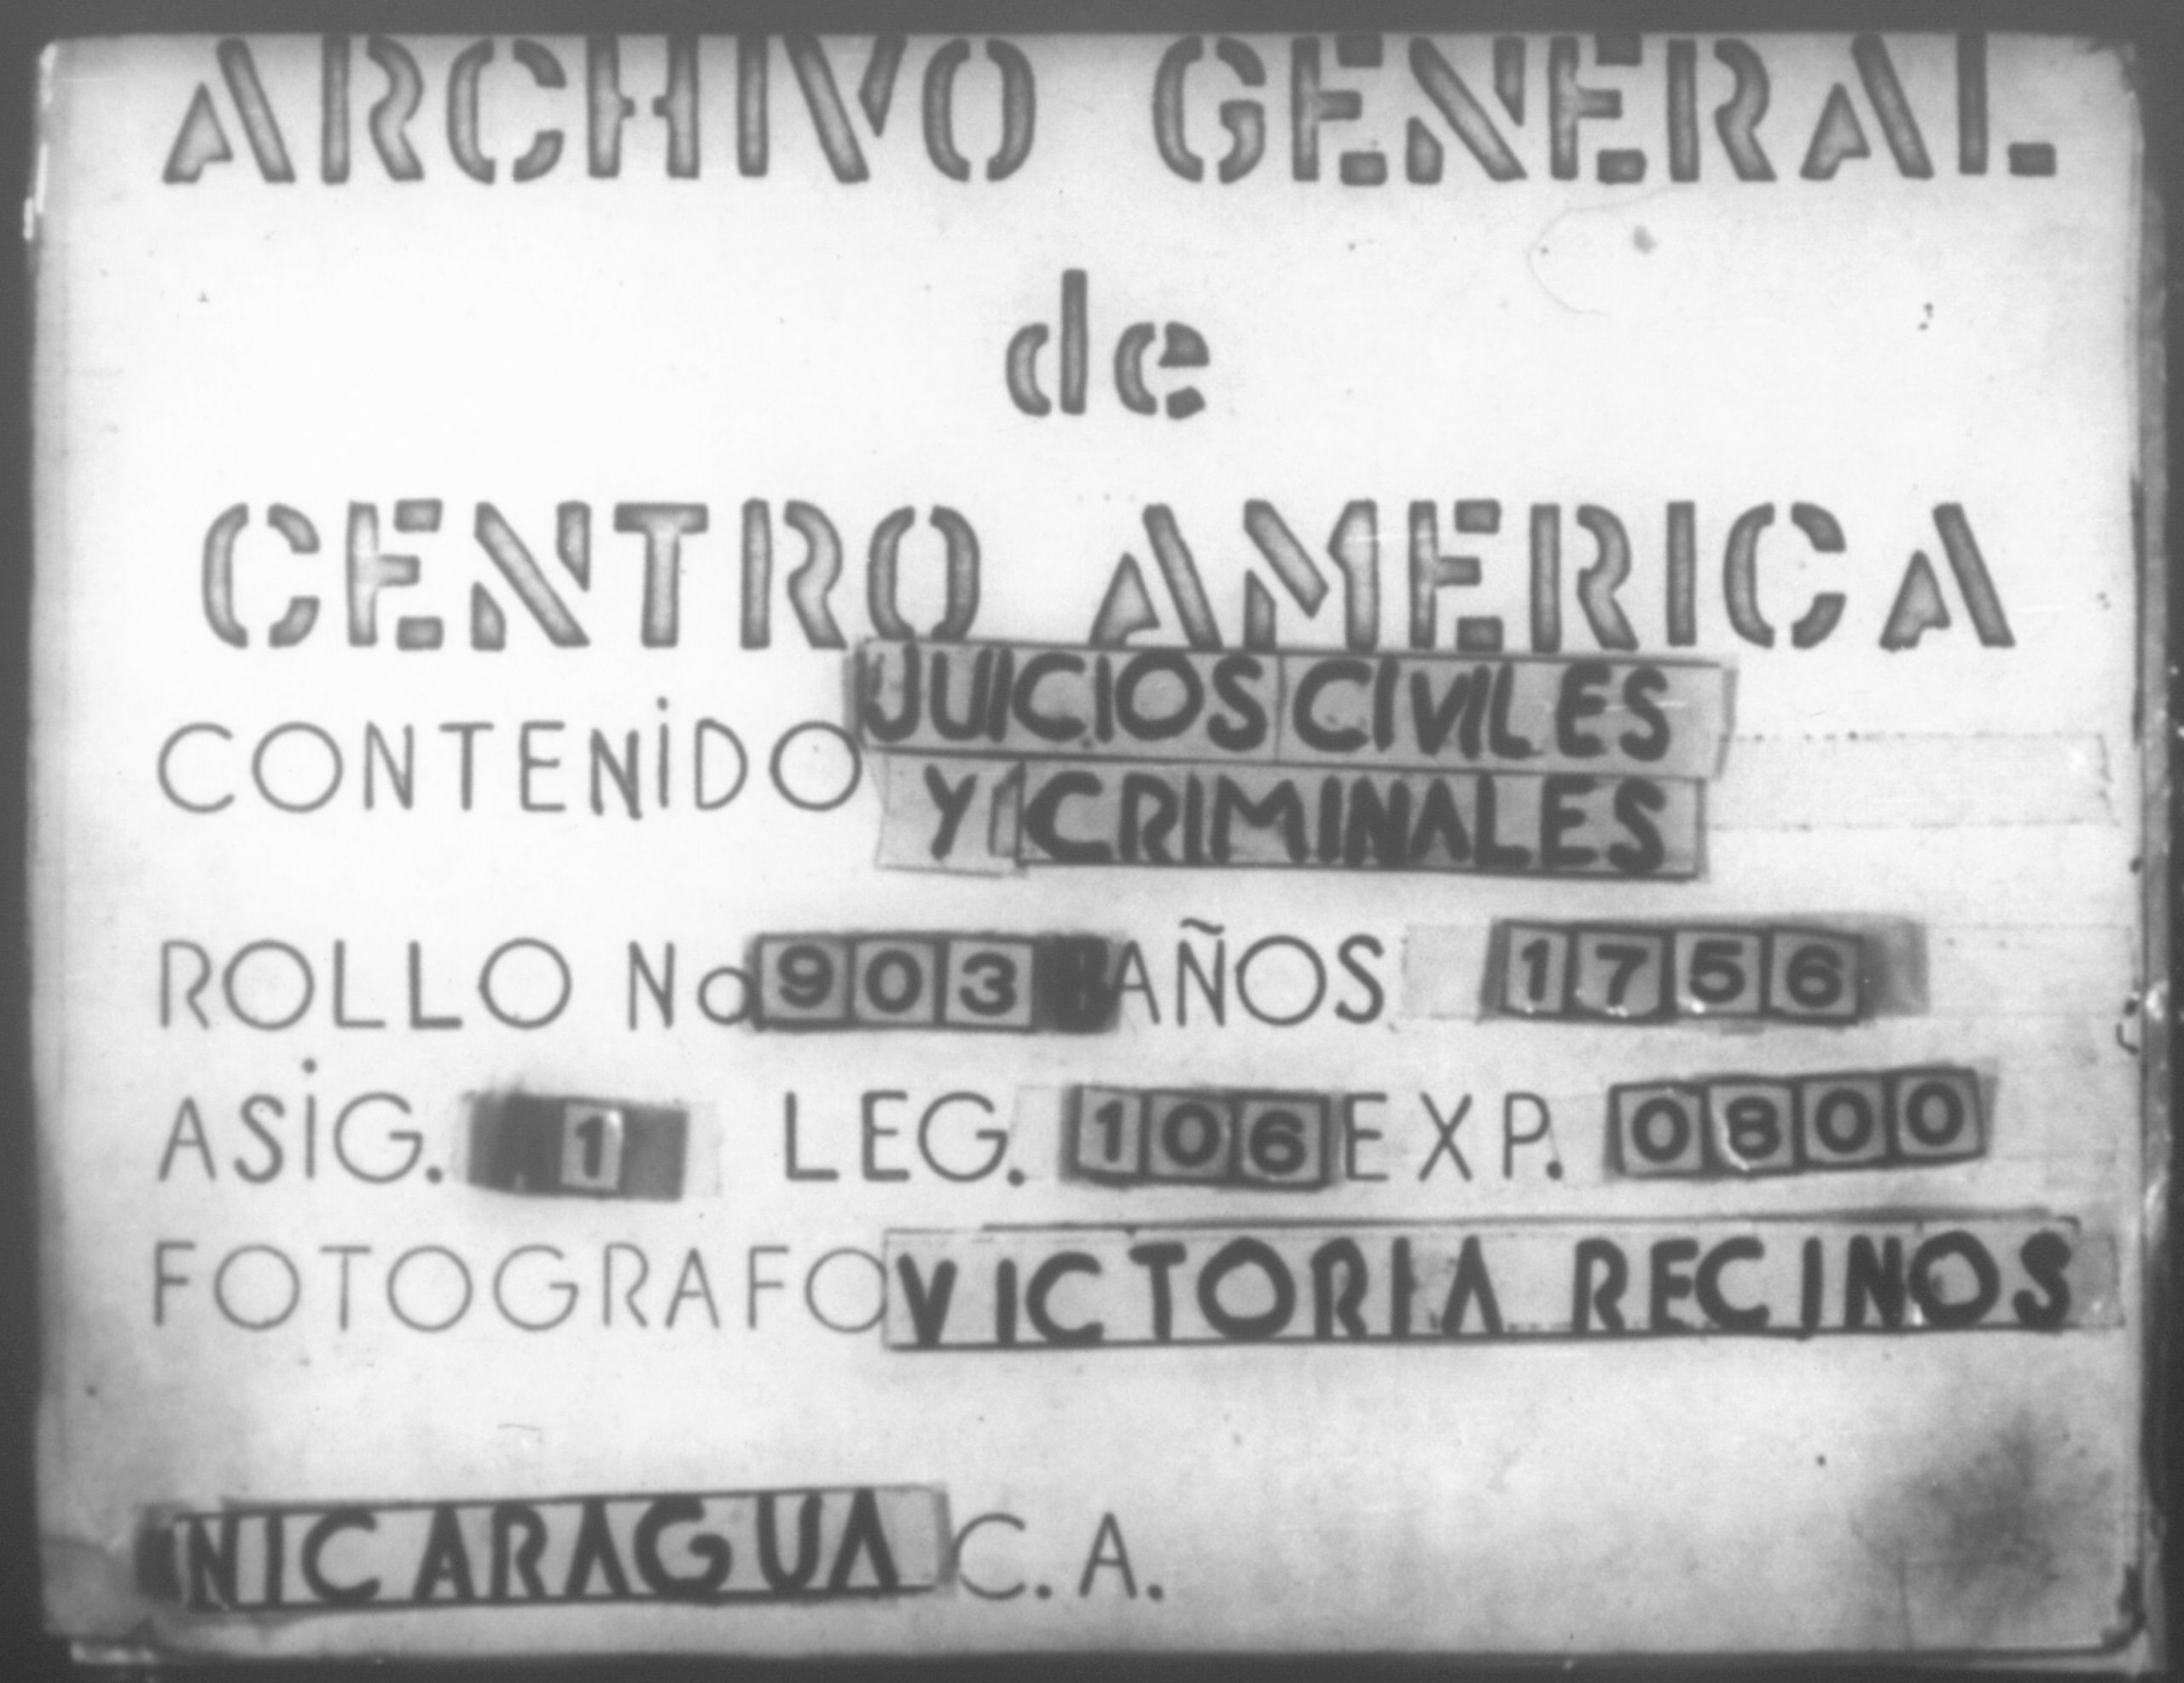 ARCHIVO GENERAL
de
CENTRO AMERICA
CONTENIDO JUICIOS CIVILES
Y CRIMINALES
ROLLO No 903 AÑOS 1756
ASIG. 1 LEG. 106 EXP. 0800
FOTOGRAFO VICTORIA RECINOS
NICARAGUA C. A.